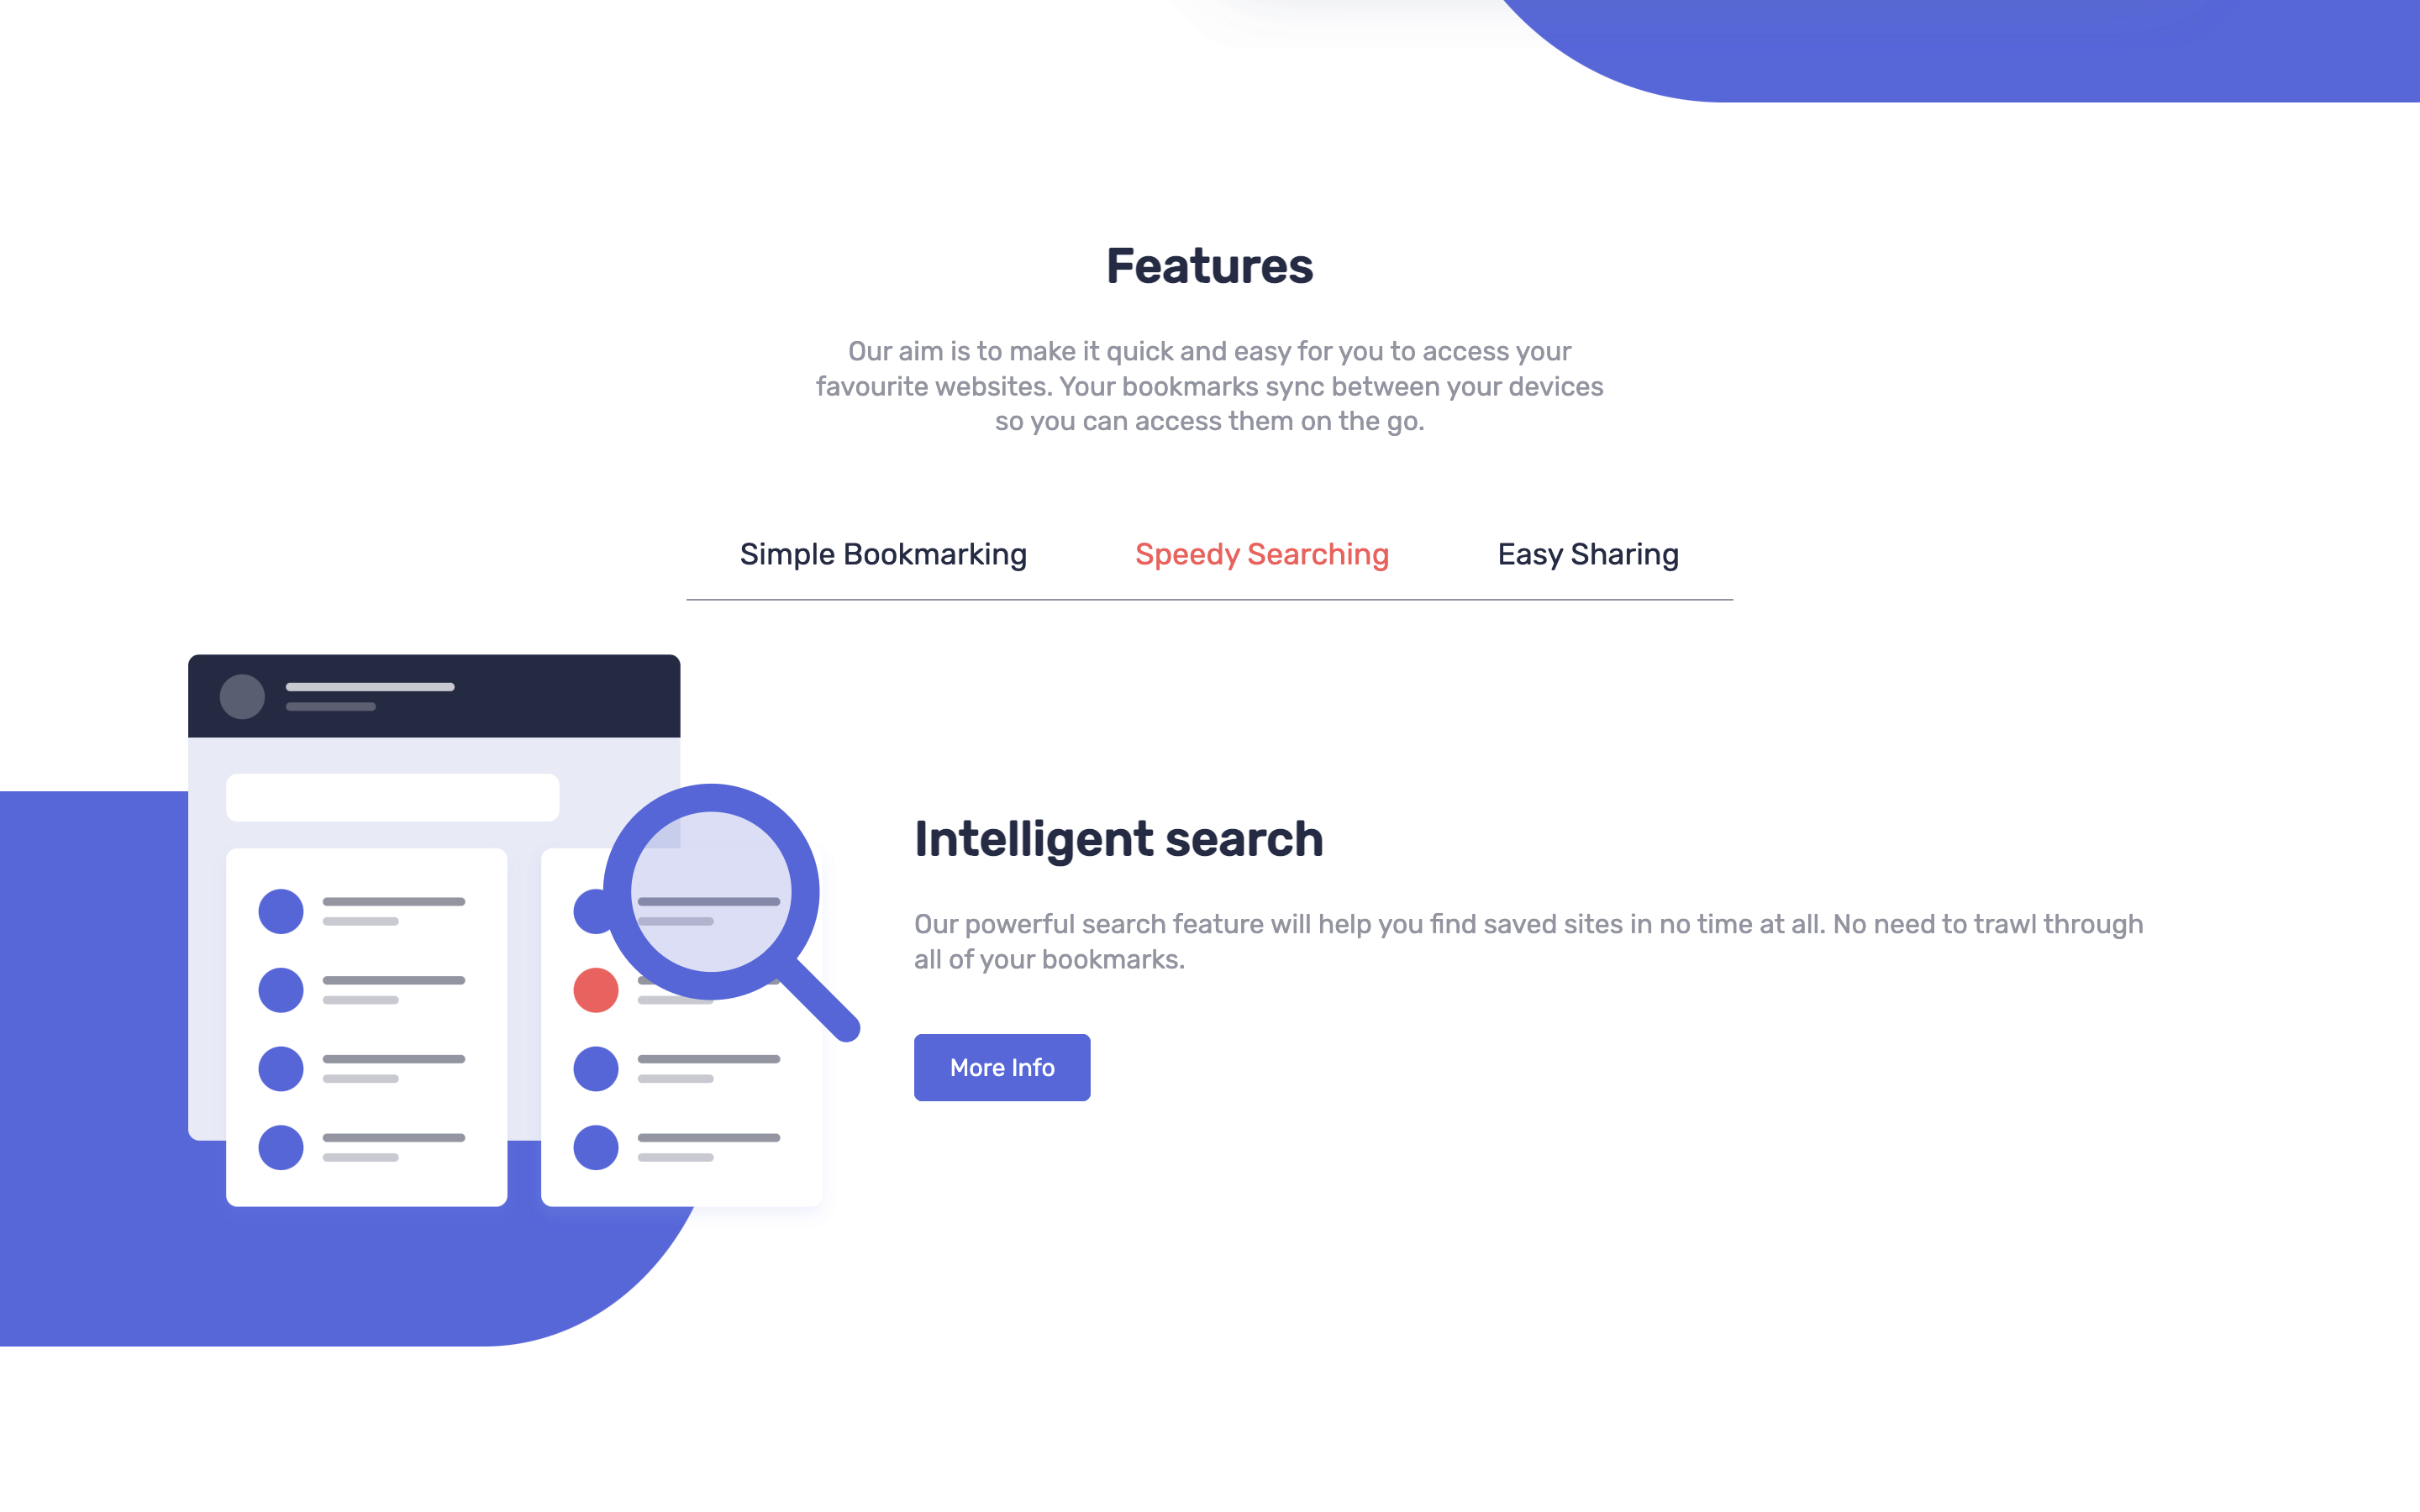 Features
Our aim is to make it quick and easy for you to access your
favourite websites. Your bookmarks sync between your devices
so you can access them on the go.
Simple Bookmarking
Speedy Searching
Easy Sharing
Intelligent search
Our powerful search feature will help you find saved sites in no time at all. No need to trawl through
all of your bookmarks.
More Info